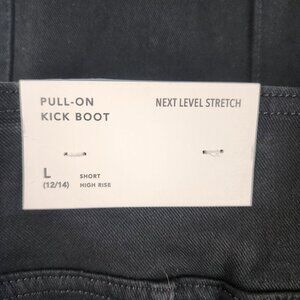 PULL-ON
KICK BOOT
NEXT LEVEL STRETCH
L
(12/14)
SHORT
HIGH RISE